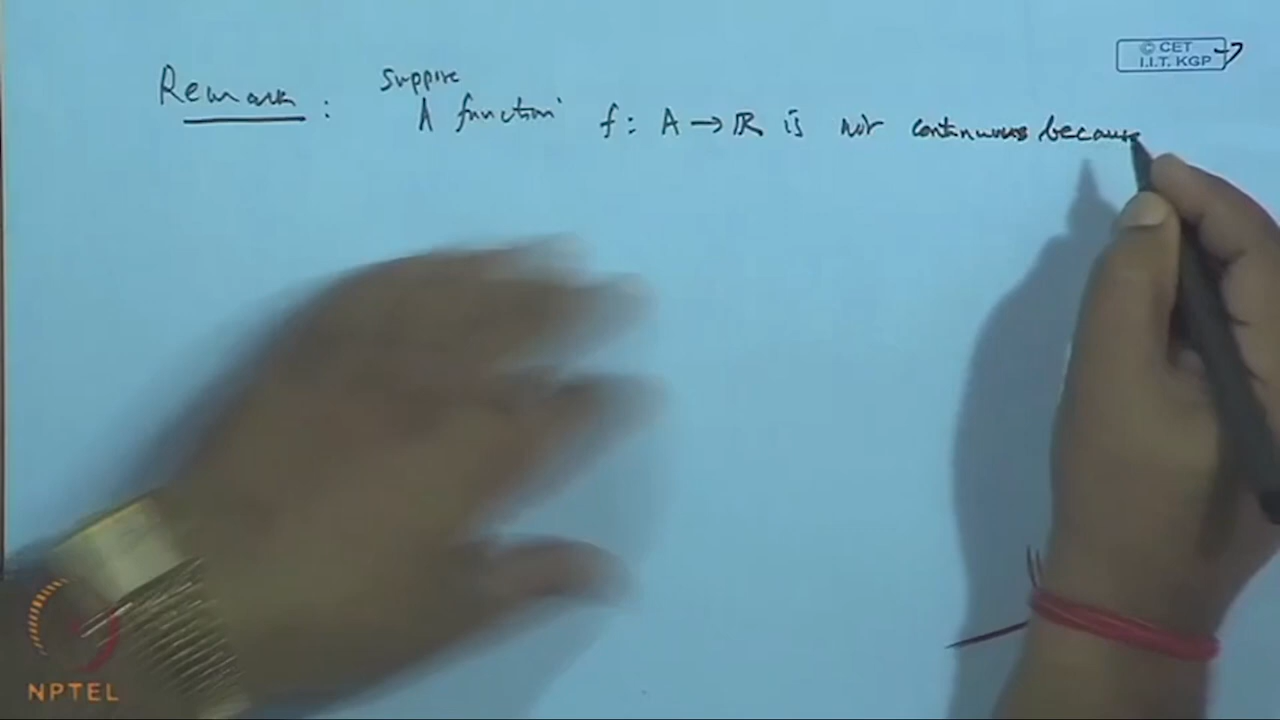 © CET
I.I.T. KGP
Suppose
Remark : A function f : A → ℝ is not continuous because
NPTEL